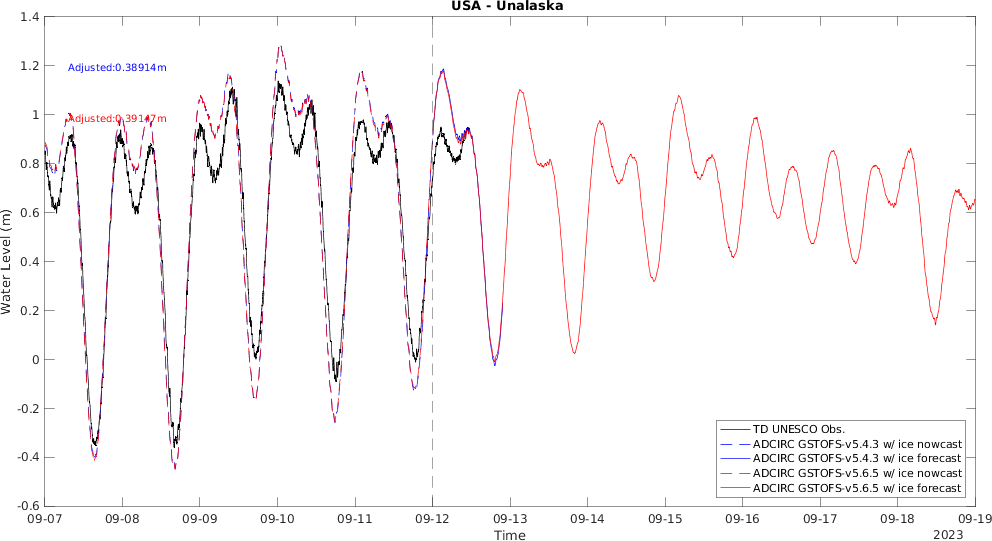 USA - Unalaska
1.4
1.2
1
0.8
0.6
0.4
0.2
0
-0.2
-0.4
-0.6
Water Level (m)
Adjusted:0.38914m
Adjusted:0.39147m
TD UNESCO Obs.
ADCIRC GSTOFS-v5.4.3 w/ ice nowcast
ADCIRC GSTOFS-v5.4.3 w/ ice forecast
ADCIRC GSTOFS-v5.6.5 w/ ice nowcast
ADCIRC GSTOFS-v5.6.5 w/ ice forecast
09-07 09-08 09-09 09-10 09-11 09-12 09-13 09-14 09-15 09-16 09-17 09-18 09-19
Time
2023